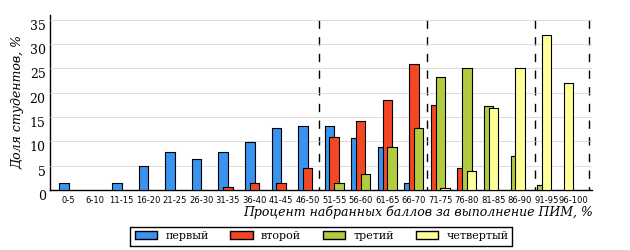 Доля студентов, %
35
30
25
20
15
10
5
0
0-5 6-10 11-15 16-20 21-25 26-30 31-35 36-40 41-45 46-50 51-55 56-60 61-65 66-70 71-75 76-80 81-85 86-90 91-95 96-100
Процент набранных баллов за выполнение ПИМ, %
первый второй третий четвертый